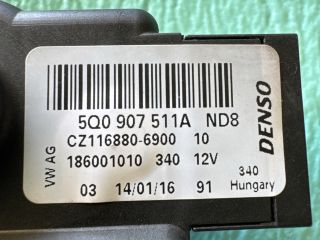 5Q0 907 511A ND8
CZ116880-6900 10
186001010 340 12V
03 14/01/16 91
VW AG
DENSO
340
Hungary